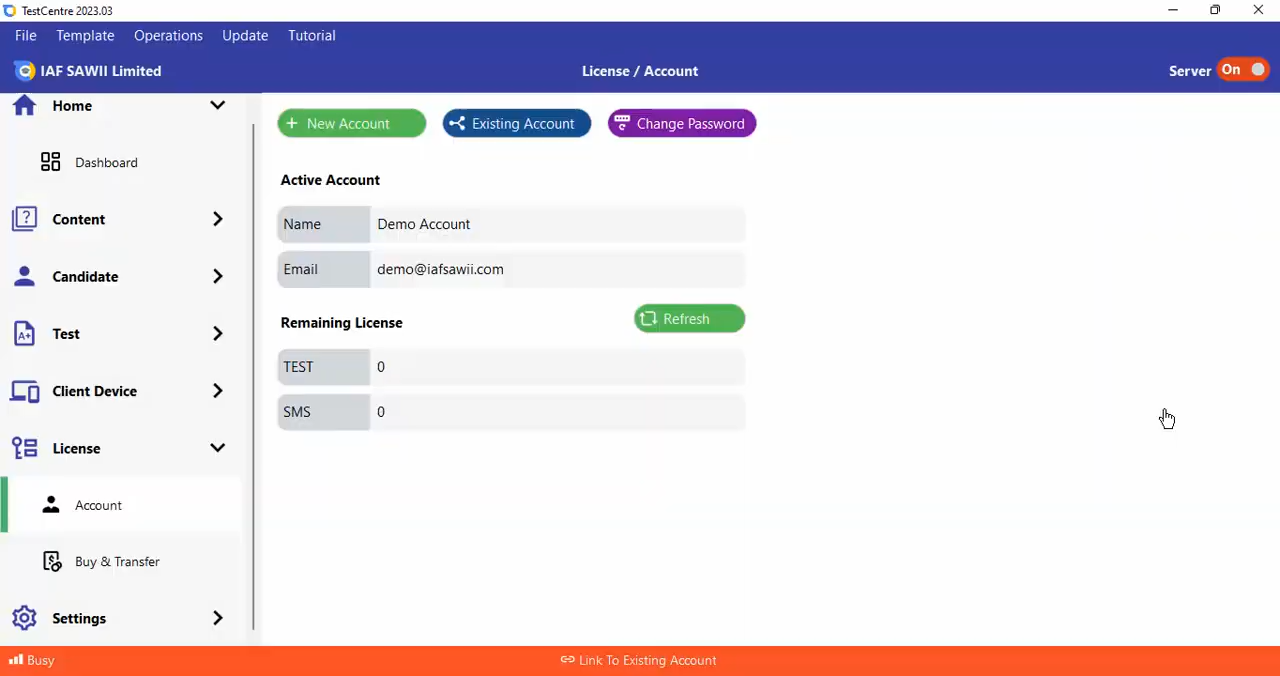 TestCentre 2023.03
File Template Operations Update Tutorial
IAF SAWII Limited License / Account Server On
Home
Dashboard
Content
Candidate
Test
Client Device
License
Account
Buy & Transfer
Settings
New Account Existing Account Change Password
Active Account
Name Demo Account
Email demo@iafsawii.com
Remaining License Refresh
TEST 0
SMS 0
Busy Link To Existing Account